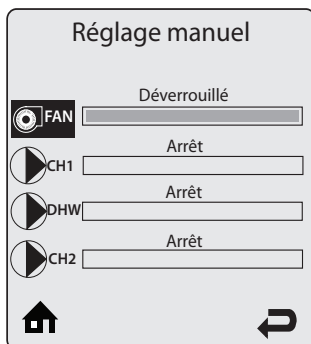 Réglage manuel
Déverrouillé
FAN
Arrêt
CH1
Arrêt
DHW
Arrêt
CH2